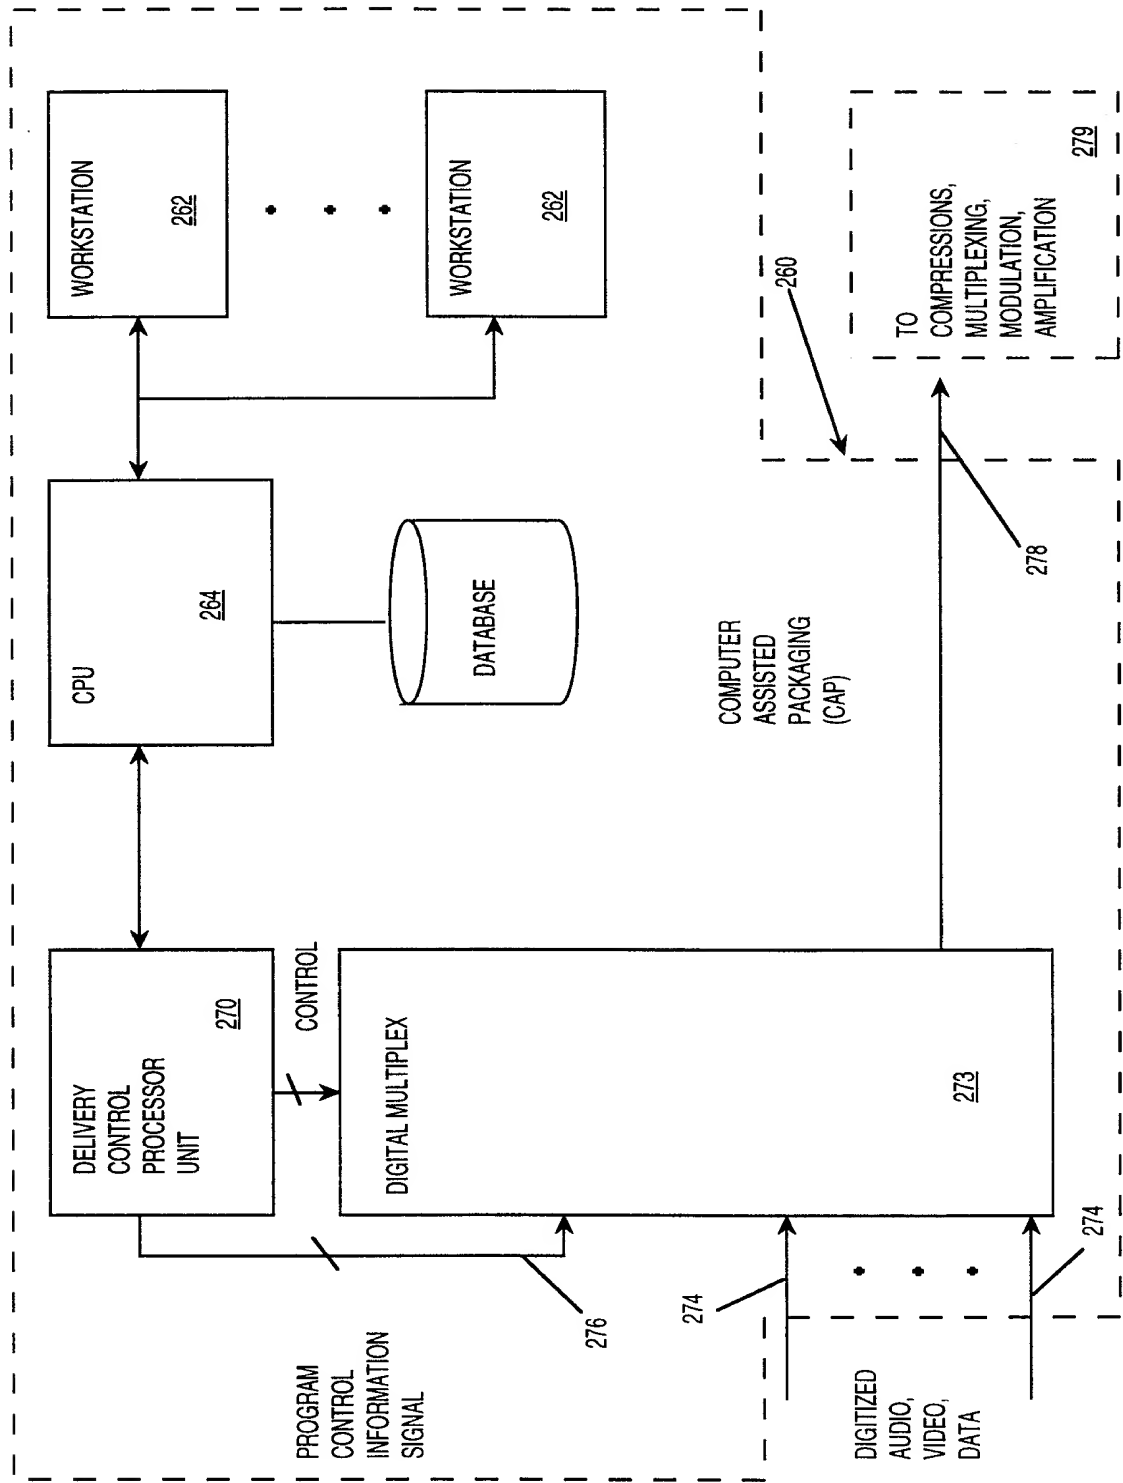 DELIVERY
CONTROL
PROCESSOR
UNIT
270
CPU
264
WORKSTATION
262
WORKSTATION
262
DATABASE
CONTROL
DIGITAL MULTIPLEX
273
PROGRAM
CONTROL
INFORMATION
SIGNAL
276
COMPUTER
ASSISTED
PACKAGING
(CAP)
260
274
274
DIGITIZED
AUDIO,
VIDEO,
DATA
278
TO
COMPRESSIONS,
MULTIPLEXING,
MODULATION,
AMPLIFICATION
279